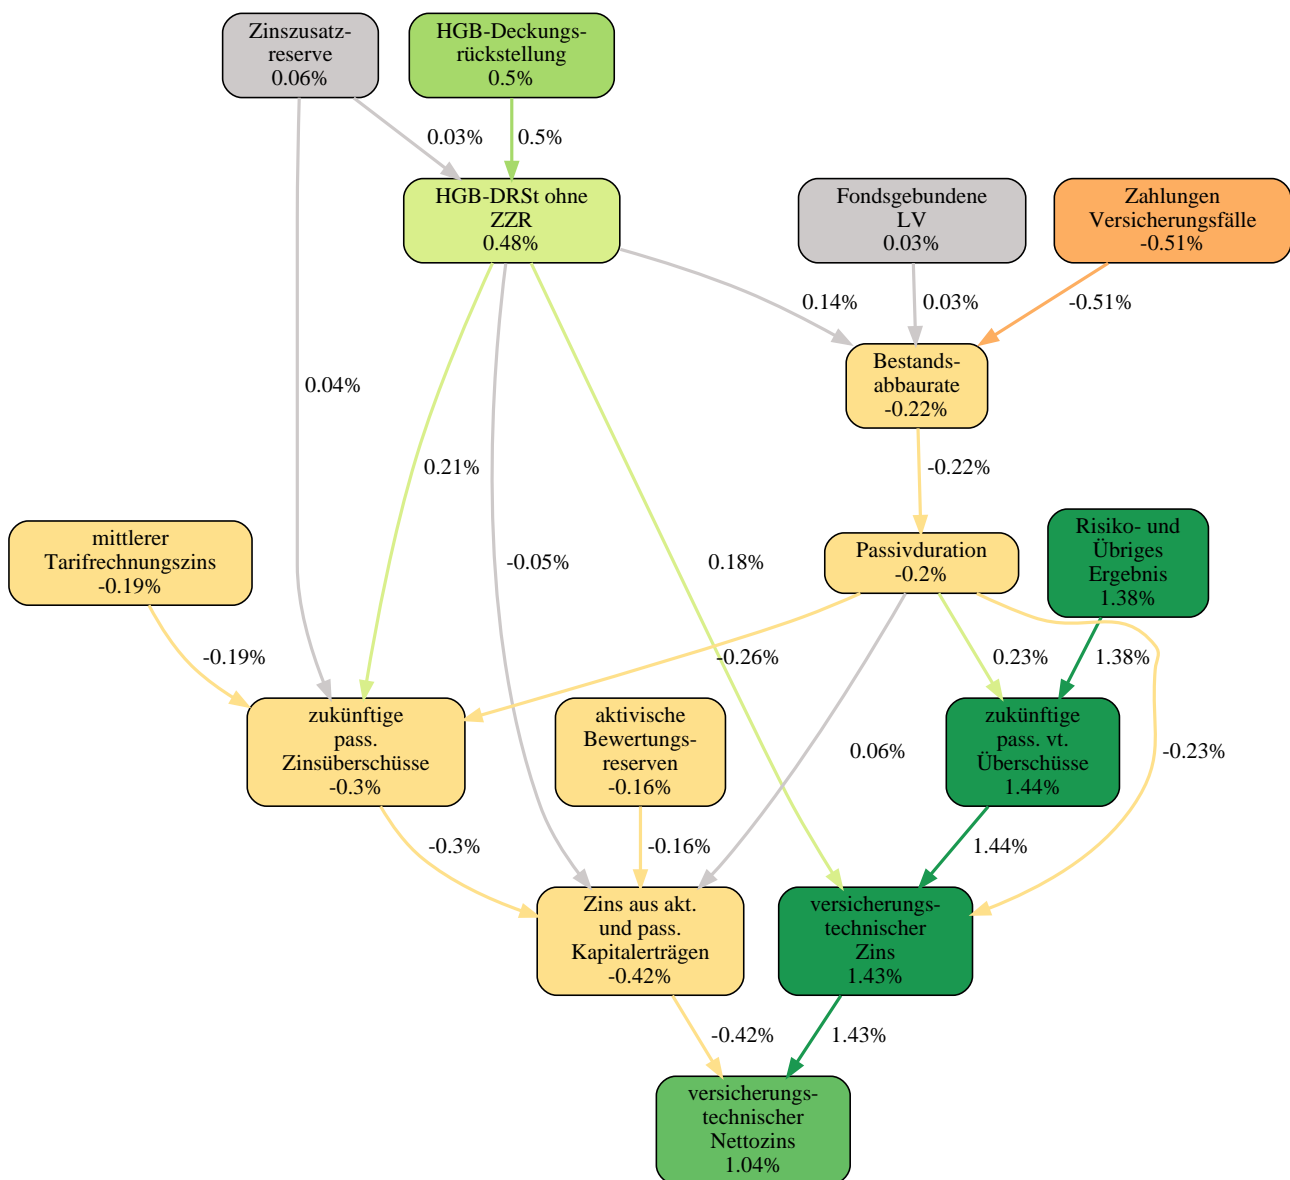 Zinszusatz-
reserve
0.06%
HGB-Deckungs-
rückstellung
0.5%
0.03%
0.5%
HGB-DRSt ohne
ZZR
0.48%
Fondsgebundene
LV
0.03%
Zahlungen
Versicherungsfälle
-0.51%
0.14%
0.03%
-0.51%
0.04%
Bestands-
abbaurate
-0.22%
0.21%
-0.22%
mittlerer
Tarifrechnungszins
-0.19%
-0.05%
0.18%
Passivduration
-0.2%
Risiko- und
Übriges
Ergebnis
1.38%
-0.19%
-0.26%
0.23%
1.38%
zukünftige
pass.
Zinsüberschüsse
-0.3%
aktivische
Bewertungs-
reserven
-0.16%
0.06%
zukünftige
pass. vt.
Überschüsse
1.44%
-0.23%
-0.3%
-0.16%
1.44%
Zins aus akt.
und pass.
Kapitalerträgen
-0.42%
versicherungs-
technischer
Zins
1.43%
-0.42%
1.43%
versicherungs-
technischer
Nettozins
1.04%